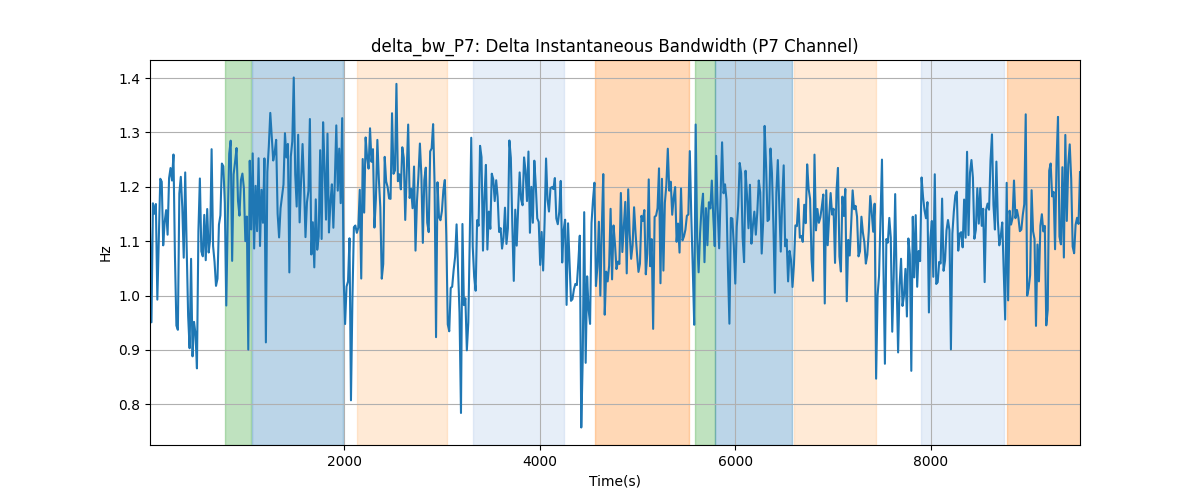 delta_bw_P7: Delta Instantaneous Bandwidth (P7 Channel)
1.4
1.3
1.2
1.1
1.0
0.9
0.8
Hz
2000 4000 6000 8000
Time(s)